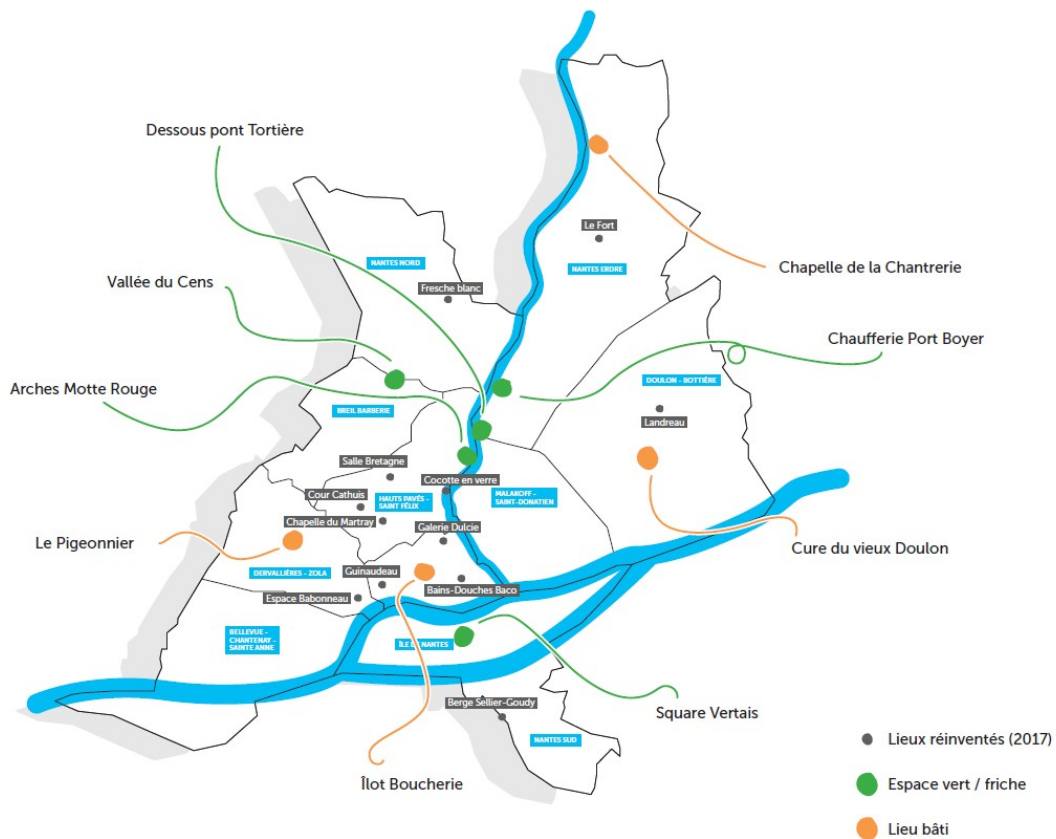 Dessous pont Tortière
Le Fort
NANTES NORD
NANTES ERDRE
Chapelle de la Chantrerie
Vallée du Cens
Fresche blanc
Chaufferie Port Boyer
DOULON - BOTTIÈRE
Arches Motte Rouge
BREIL BARBERIE
Landreau
Salle Bretagne
Cocotte en verre
Cour Cathuis
HAUTS PAVÉS -
SAINT FÉLIX
MALAKOFF -
SAINT-DONATIEN
Chapelle du Martray
Galerie Dulcie
Le Pigeonnier
Cure du vieux Doulon
DERVALLIÈRES - ZOLA
Guinaudeau
Bains-Douches Baco
Espace Babonneau
BELLEVUE -
CHANTENAY -
SAINTE ANNE
ÎLE DE NANTES
Berge Sellier-Goudy
Square Vertais
NANTES SUD
Îlot Boucherie
Lieux réinventés (2017)
Espace vert / friche
Lieu bâti